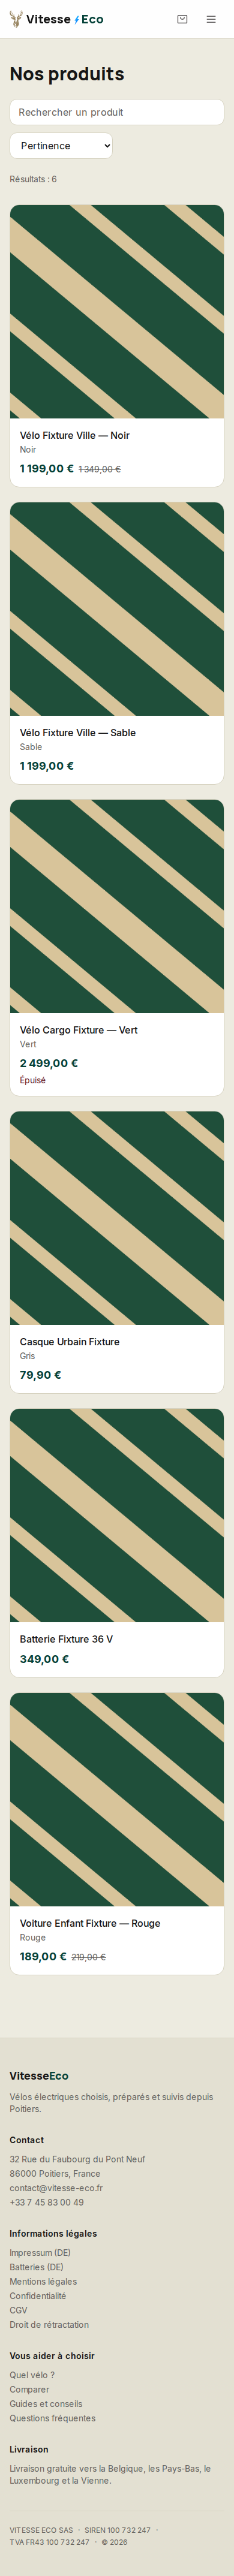 Vitesse Eco
Nos produits
Rechercher un produit
Pertinence
Résultats : 6
Vélo Fixture Ville — Noir
Noir
1 199,00 € 1 349,00 €
Vélo Fixture Ville — Sable
Sable
1 199,00 €
Vélo Cargo Fixture — Vert
Vert
2 499,00 €
Épuisé
Casque Urbain Fixture
Gris
79,90 €
Batterie Fixture 36 V
349,00 €
Voiture Enfant Fixture — Rouge
Rouge
189,00 € 219,00 €
VitesseEco
Vélos électriques choisis, préparés et suivis depuis
Poitiers.
Contact
32 Rue du Faubourg du Pont Neuf
86000 Poitiers, France
contact@vitesse-eco.fr
+33 7 45 83 00 49
Informations légales
Impressum (DE)
Batteries (DE)
Mentions légales
Confidentialité
CGV
Droit de rétractation
Vous aider à choisir
Quel vélo ?
Comparer
Guides et conseils
Questions fréquentes
Livraison
Livraison gratuite vers la Belgique, les Pays-Bas, le
Luxembourg et la Vienne.
VITESSE ECO SAS · SIREN 100 732 247 ·
TVA FR43 100 732 247 · © 2026